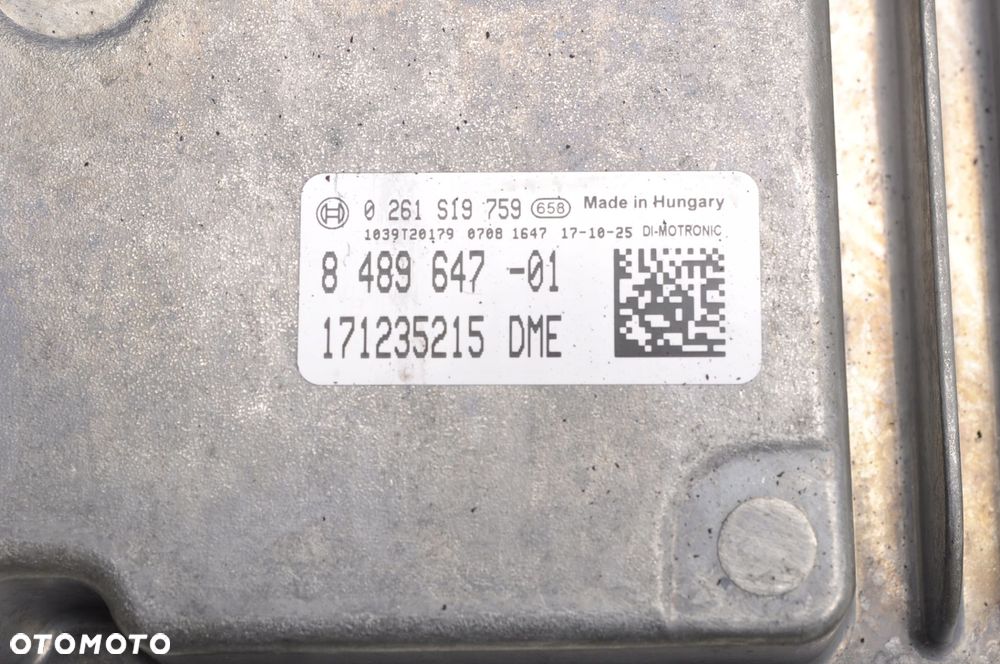 0 261 S19 759 658 Made in Hungary
1039T20179 0708 1647 17-10-25 DI-MOTRONIC
8 489 647 -01
171235215 DME
OTOMOTO